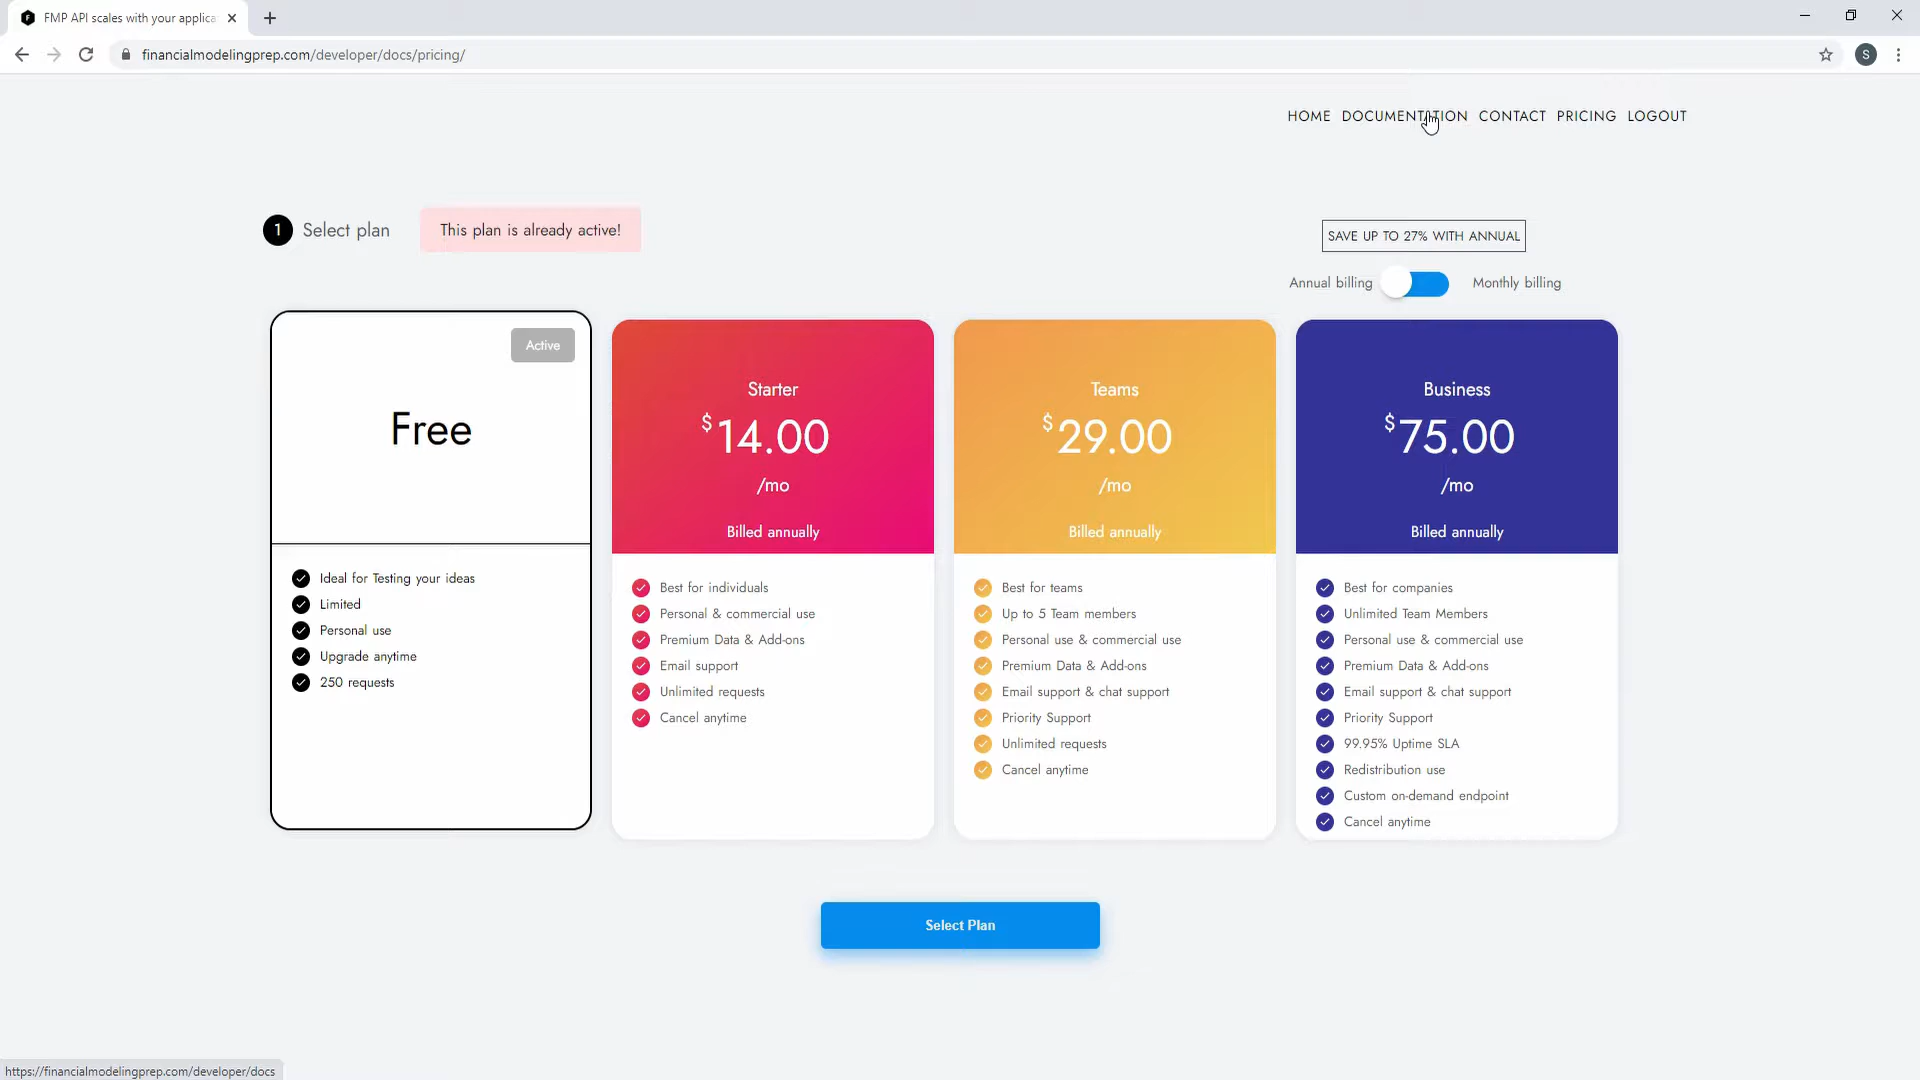 FMP API scales with your applica
financialmodelingprep.com/developer/docs/pricing/
S
HOME DOCUMENTATION CONTACT PRICING LOGOUT
1 Select plan
This plan is already active!
SAVE UP TO 27% WITH ANNUAL
Annual billing
Monthly billing
Active
Free
Ideal for Testing your ideas
Limited
Personal use
Upgrade anytime
250 requests
Starter
$14.00
/mo
Billed annually
Best for individuals
Personal & commercial use
Premium Data & Add-ons
Email support
Unlimited requests
Cancel anytime
Teams
$29.00
/mo
Billed annually
Best for teams
Up to 5 Team members
Personal use & commercial use
Premium Data & Add-ons
Email support & chat support
Priority Support
Unlimited requests
Cancel anytime
Business
$75.00
/mo
Billed annually
Best for companies
Unlimited Team Members
Personal use & commercial use
Premium Data & Add-ons
Email support & chat support
Priority Support
99.95% Uptime SLA
Redistribution use
Custom on-demand endpoint
Cancel anytime
Select Plan
https://financialmodelingprep.com/developer/docs